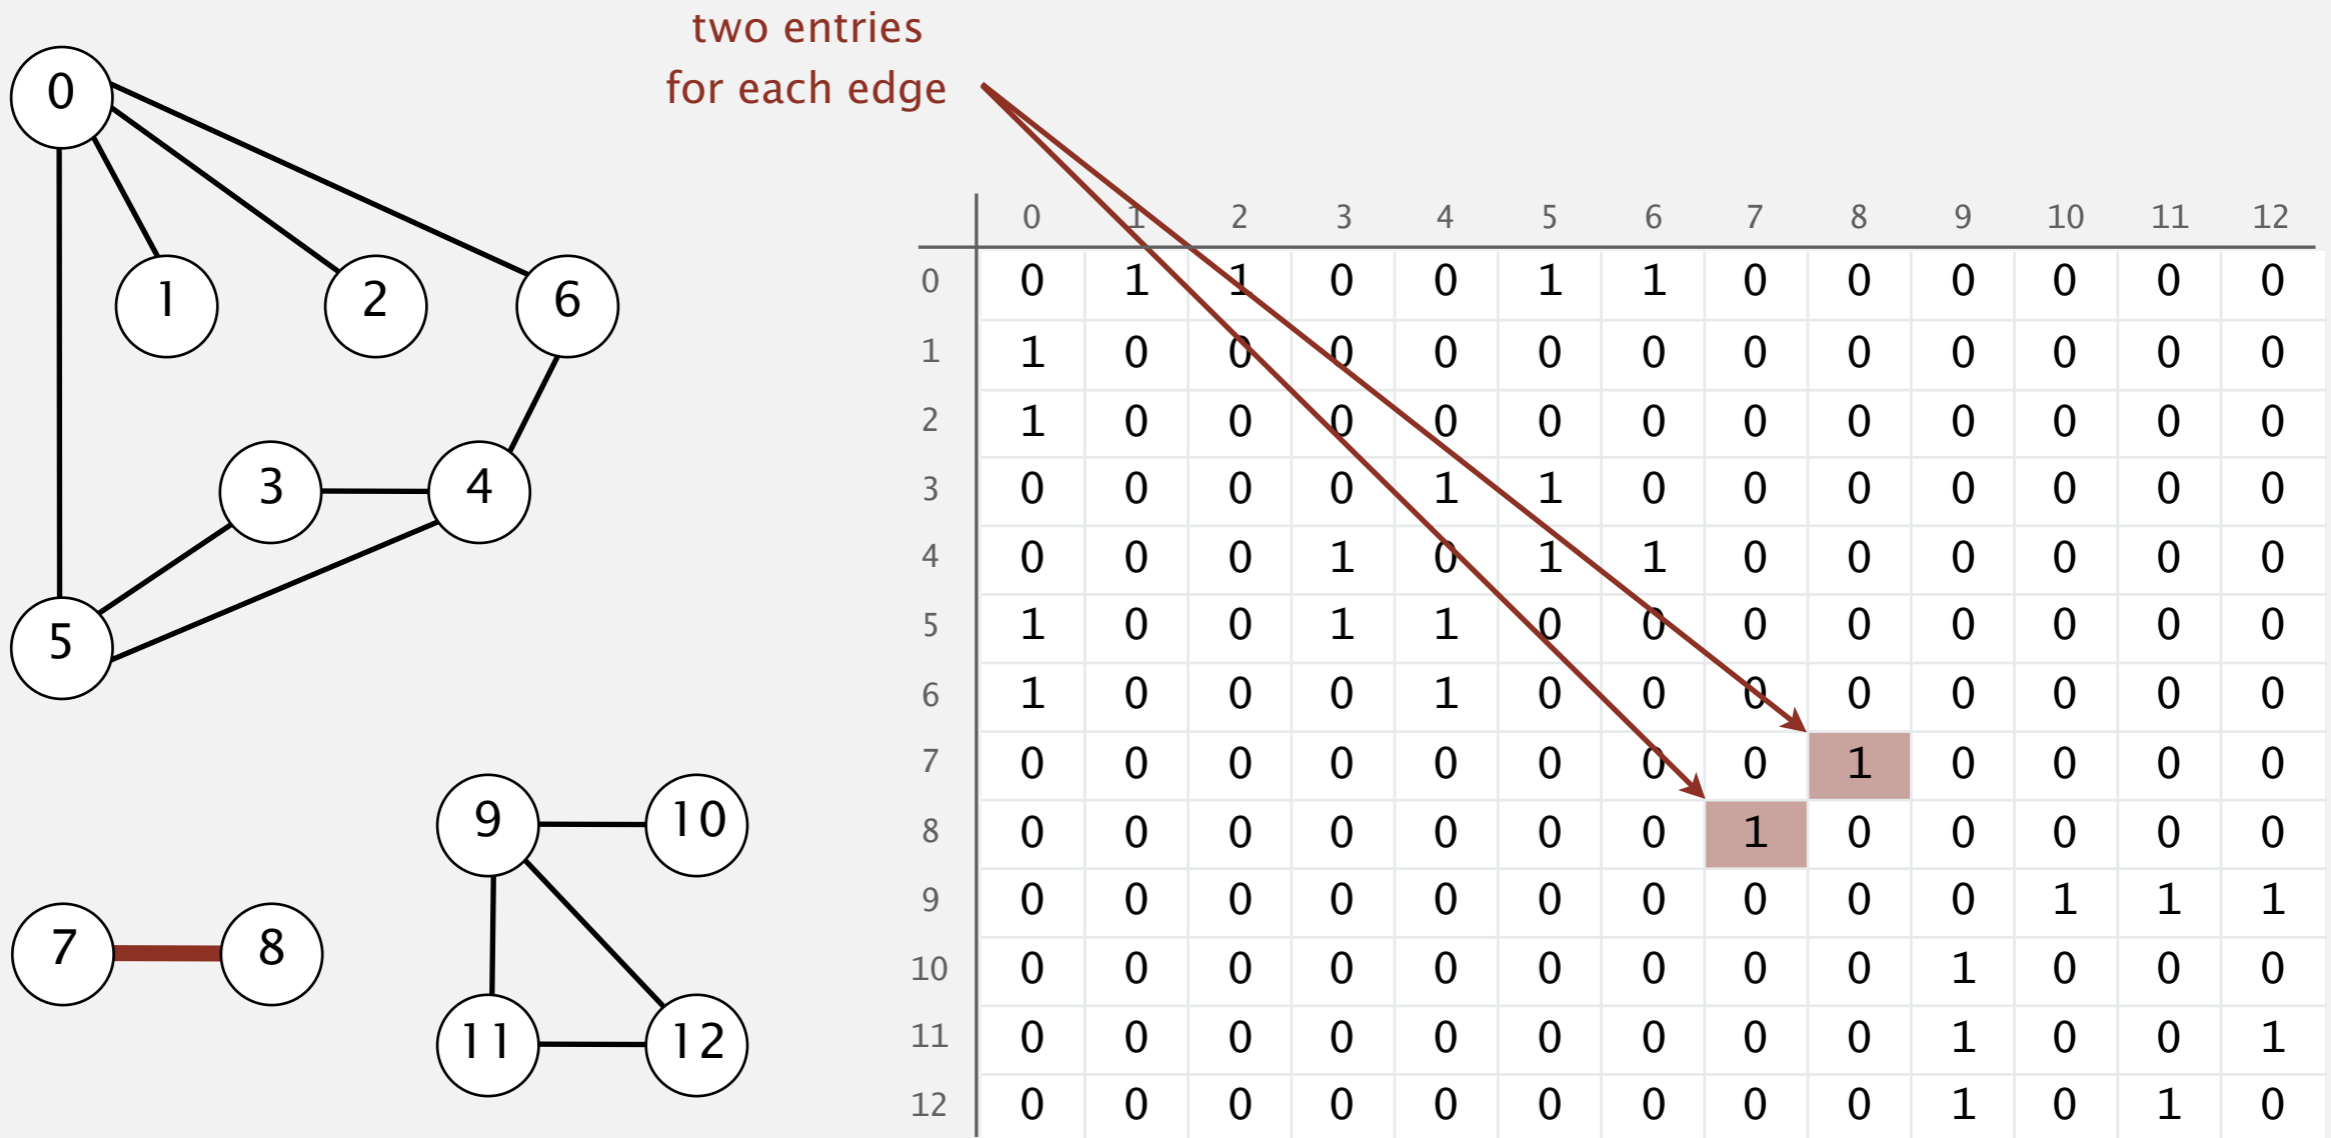 two entries
for each edge
0
1
2
6
3
4
5
7
8
9
10
11
12
0 1 2 3 4 5 6 7 8 9 10 11 12
0 0 1 1 0 0 1 1 0 0 0 0 0 0
1 1 0 0 0 0 0 0 0 0 0 0 0 0
2 1 0 0 0 0 0 0 0 0 0 0 0 0
3 0 0 0 0 1 1 0 0 0 0 0 0 0
4 0 0 0 1 0 1 1 0 0 0 0 0 0
5 1 0 0 1 1 0 0 0 0 0 0 0 0
6 1 0 0 0 1 0 0 0 0 0 0 0 0
7 0 0 0 0 0 0 0 0 1 0 0 0 0
8 0 0 0 0 0 0 0 1 0 0 0 0 0
9 0 0 0 0 0 0 0 0 0 0 1 1 1
10 0 0 0 0 0 0 0 0 0 1 0 0 0
11 0 0 0 0 0 0 0 0 0 1 0 0 1
12 0 0 0 0 0 0 0 0 0 1 0 1 0